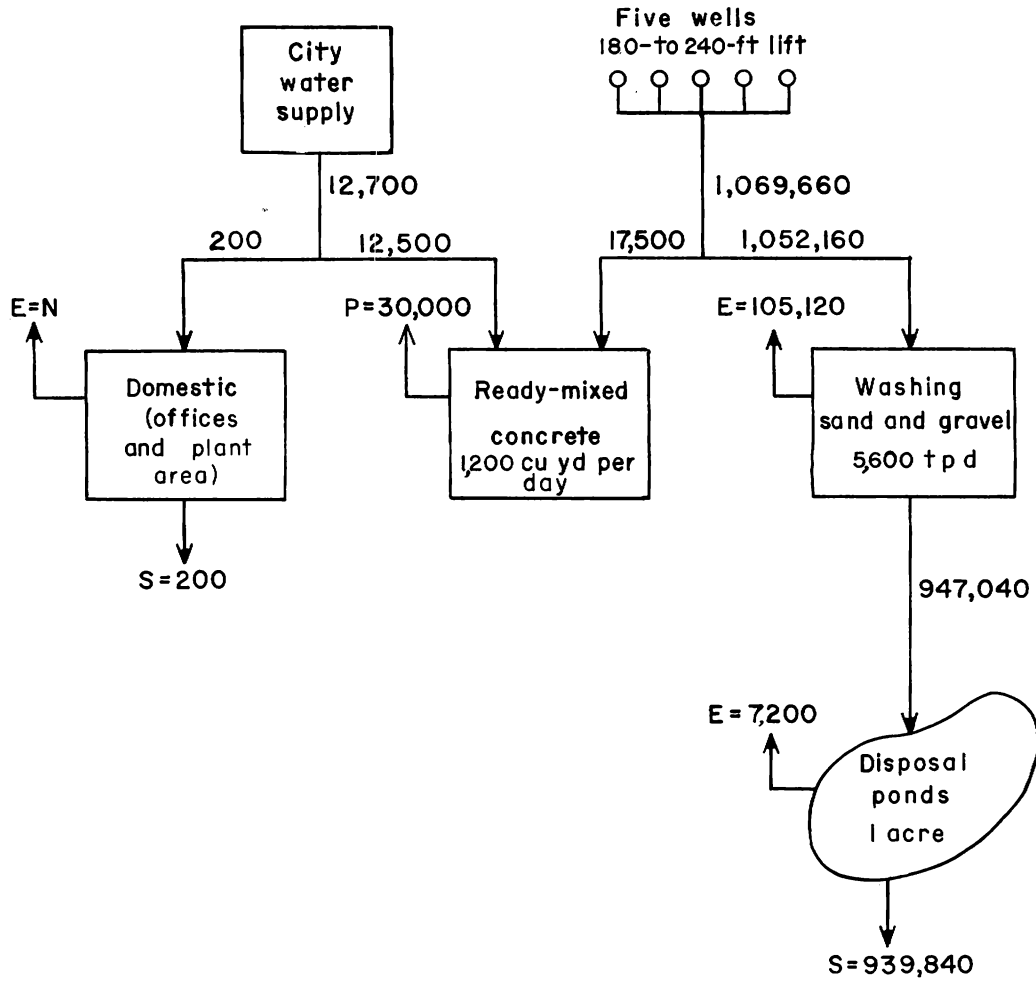 City
water
supply
Five wells
180-to 240-ft lift
12,700
1,069,660
200
12,500
17,500
1,052,160
E=N
P=30,000
E=105,120
Domestic
(offices
and plant
area)
Ready-mixed
concrete
1,200 cu yd per
day
Washing
sand and gravel
5,600 tpd
S=200
947,040
E=7,200
Disposal
ponds
1 acre
S=939,840